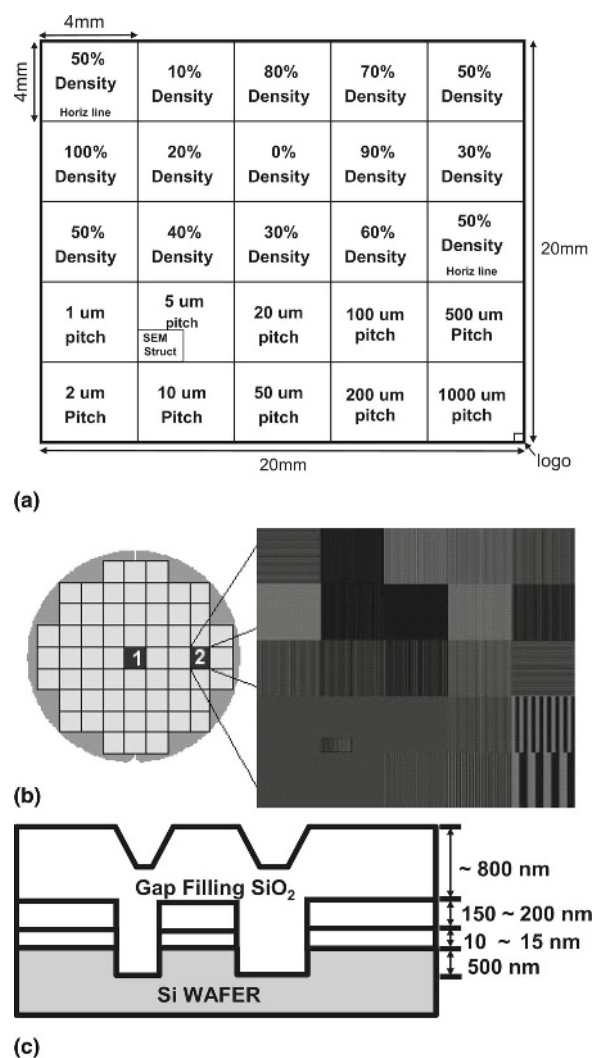 4mm
4mm
50% Density Horiz line
10% Density
80% Density
70% Density
50% Density
100% Density
20% Density
0% Density
90% Density
30% Density
50% Density
40% Density
30% Density
60% Density
50% Density Horiz line
1 um pitch
5 um pitch
SEM Struct
20 um pitch
100 um pitch
500 um Pitch
2 um Pitch
10 um Pitch
50 um pitch
200 um pitch
1000 um pitch
20mm
20mm
logo
(a)
1
2
(b)
Gap Filling SiO₂
Si WAFER
~ 800 nm
150 ~ 200 nm
10 ~ 15 nm
500 nm
(c)